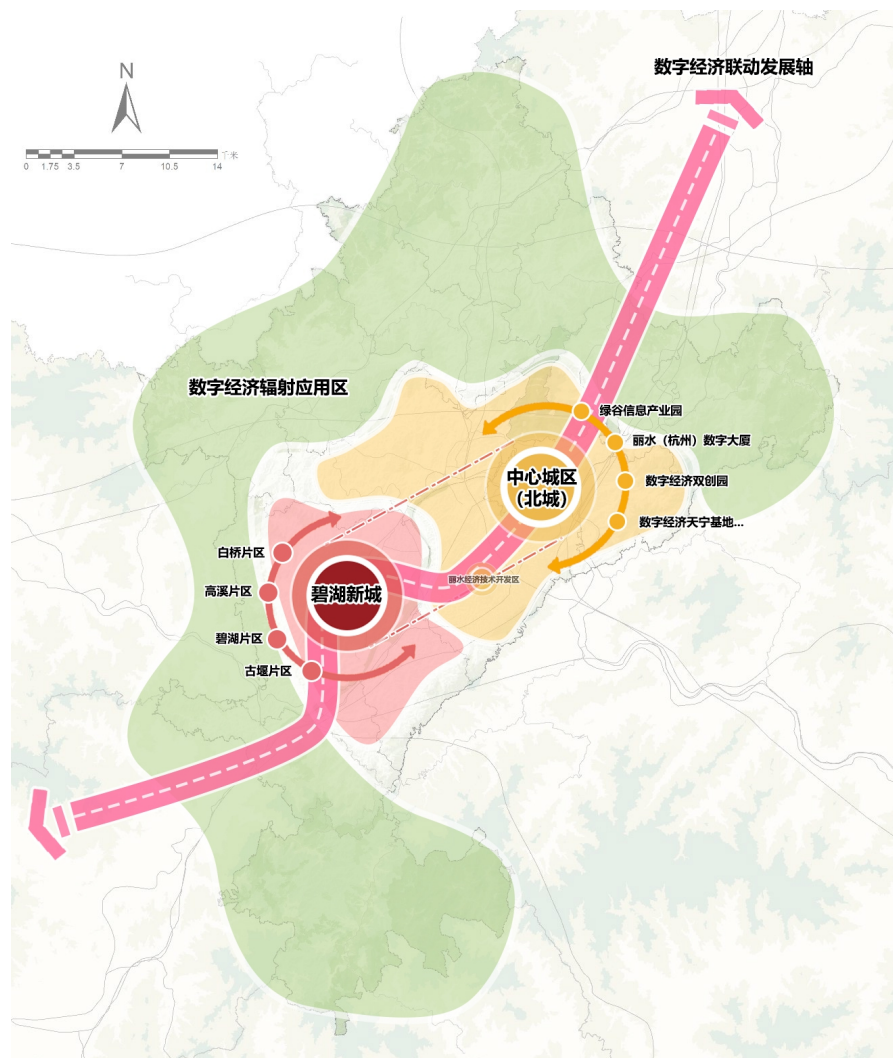 数字经济联动发展轴
N
千米
0 1.75 3.5 7 10.5 14
数字经济辐射应用区
绿谷信息产业园
丽水（杭州）数字大厦
中心城区
（北城）
数字经济双创园
数字经济天宁基地...
白桥片区
丽水经济技术开发区
高溪片区
碧湖新城
碧湖片区
古堰片区